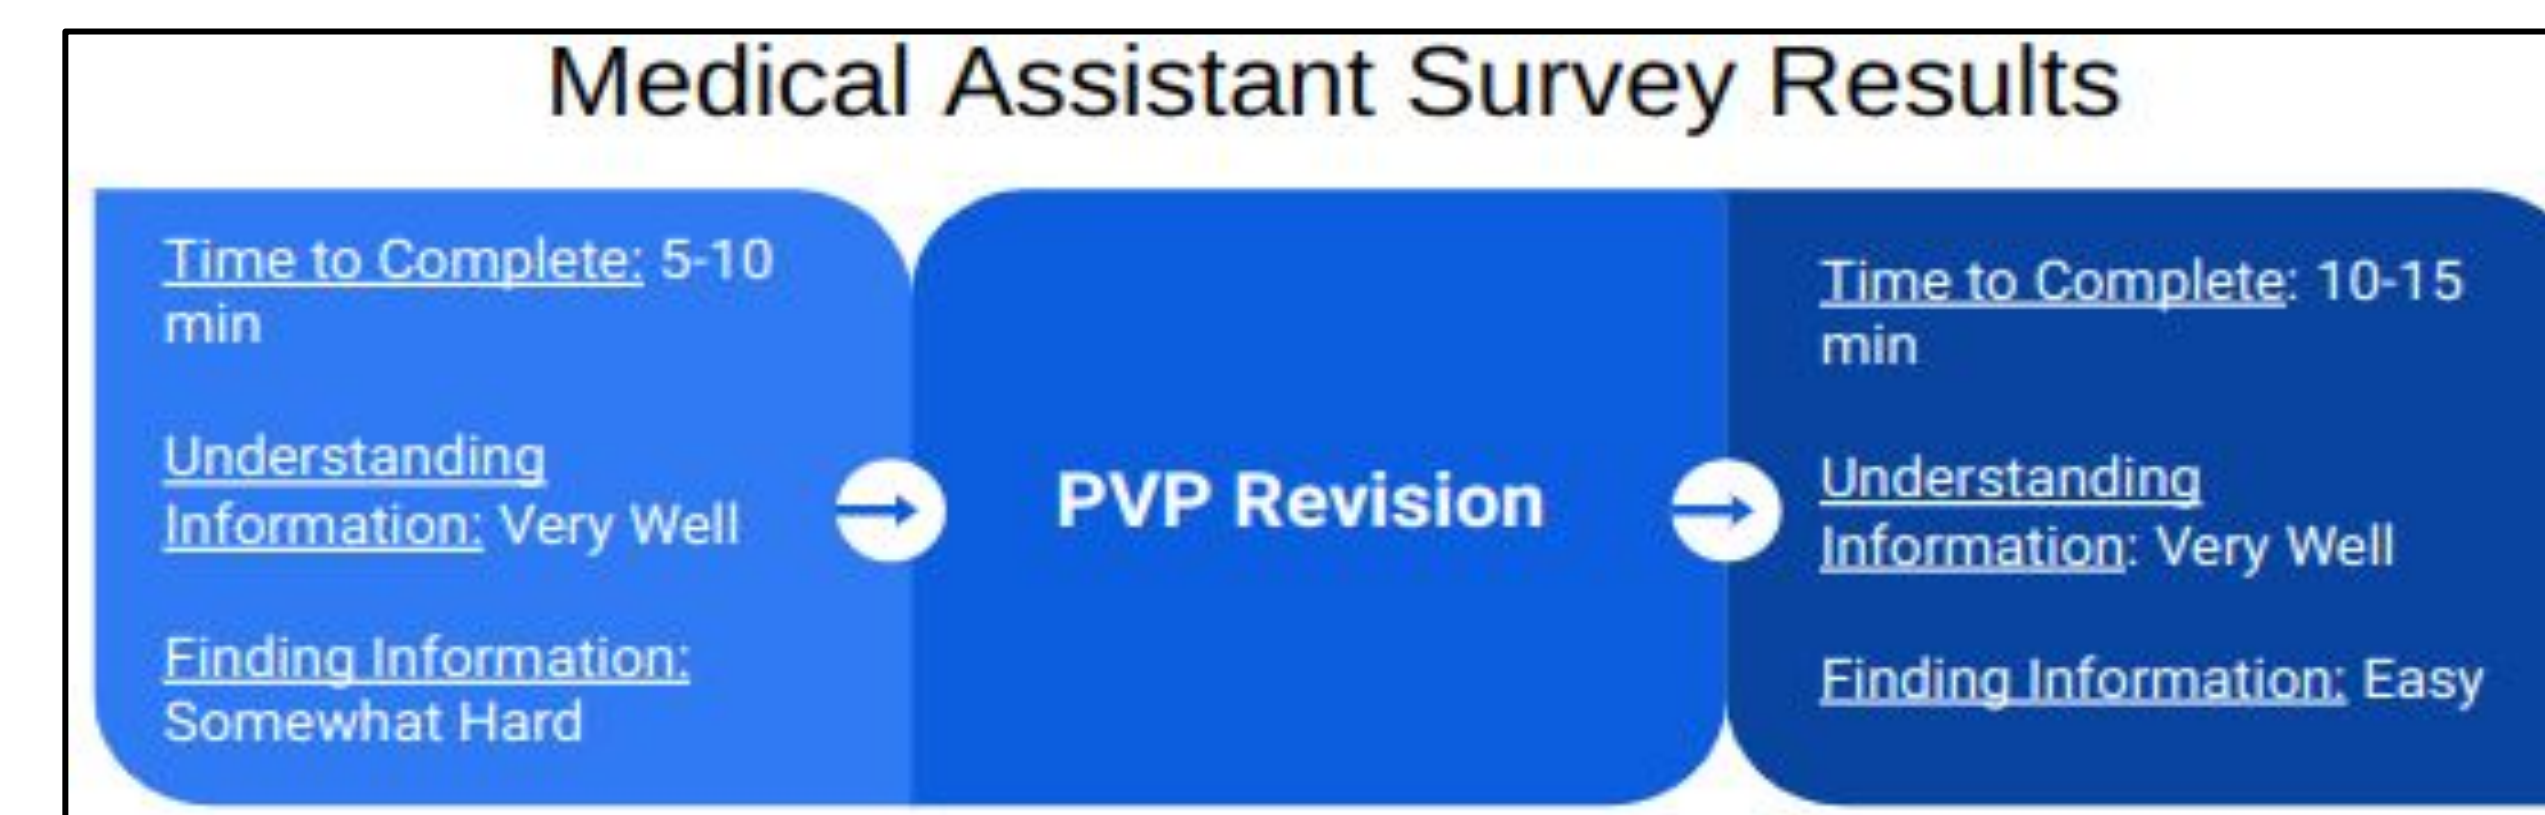 Medical Assistant Survey Results
Time to Complete: 5-10
min
Understanding
Information: Very Well
Finding Information:
Somewhat Hard
PVP Revision
Time to Complete: 10-15
min
Understanding
Information: Very Well
Finding Information: Easy